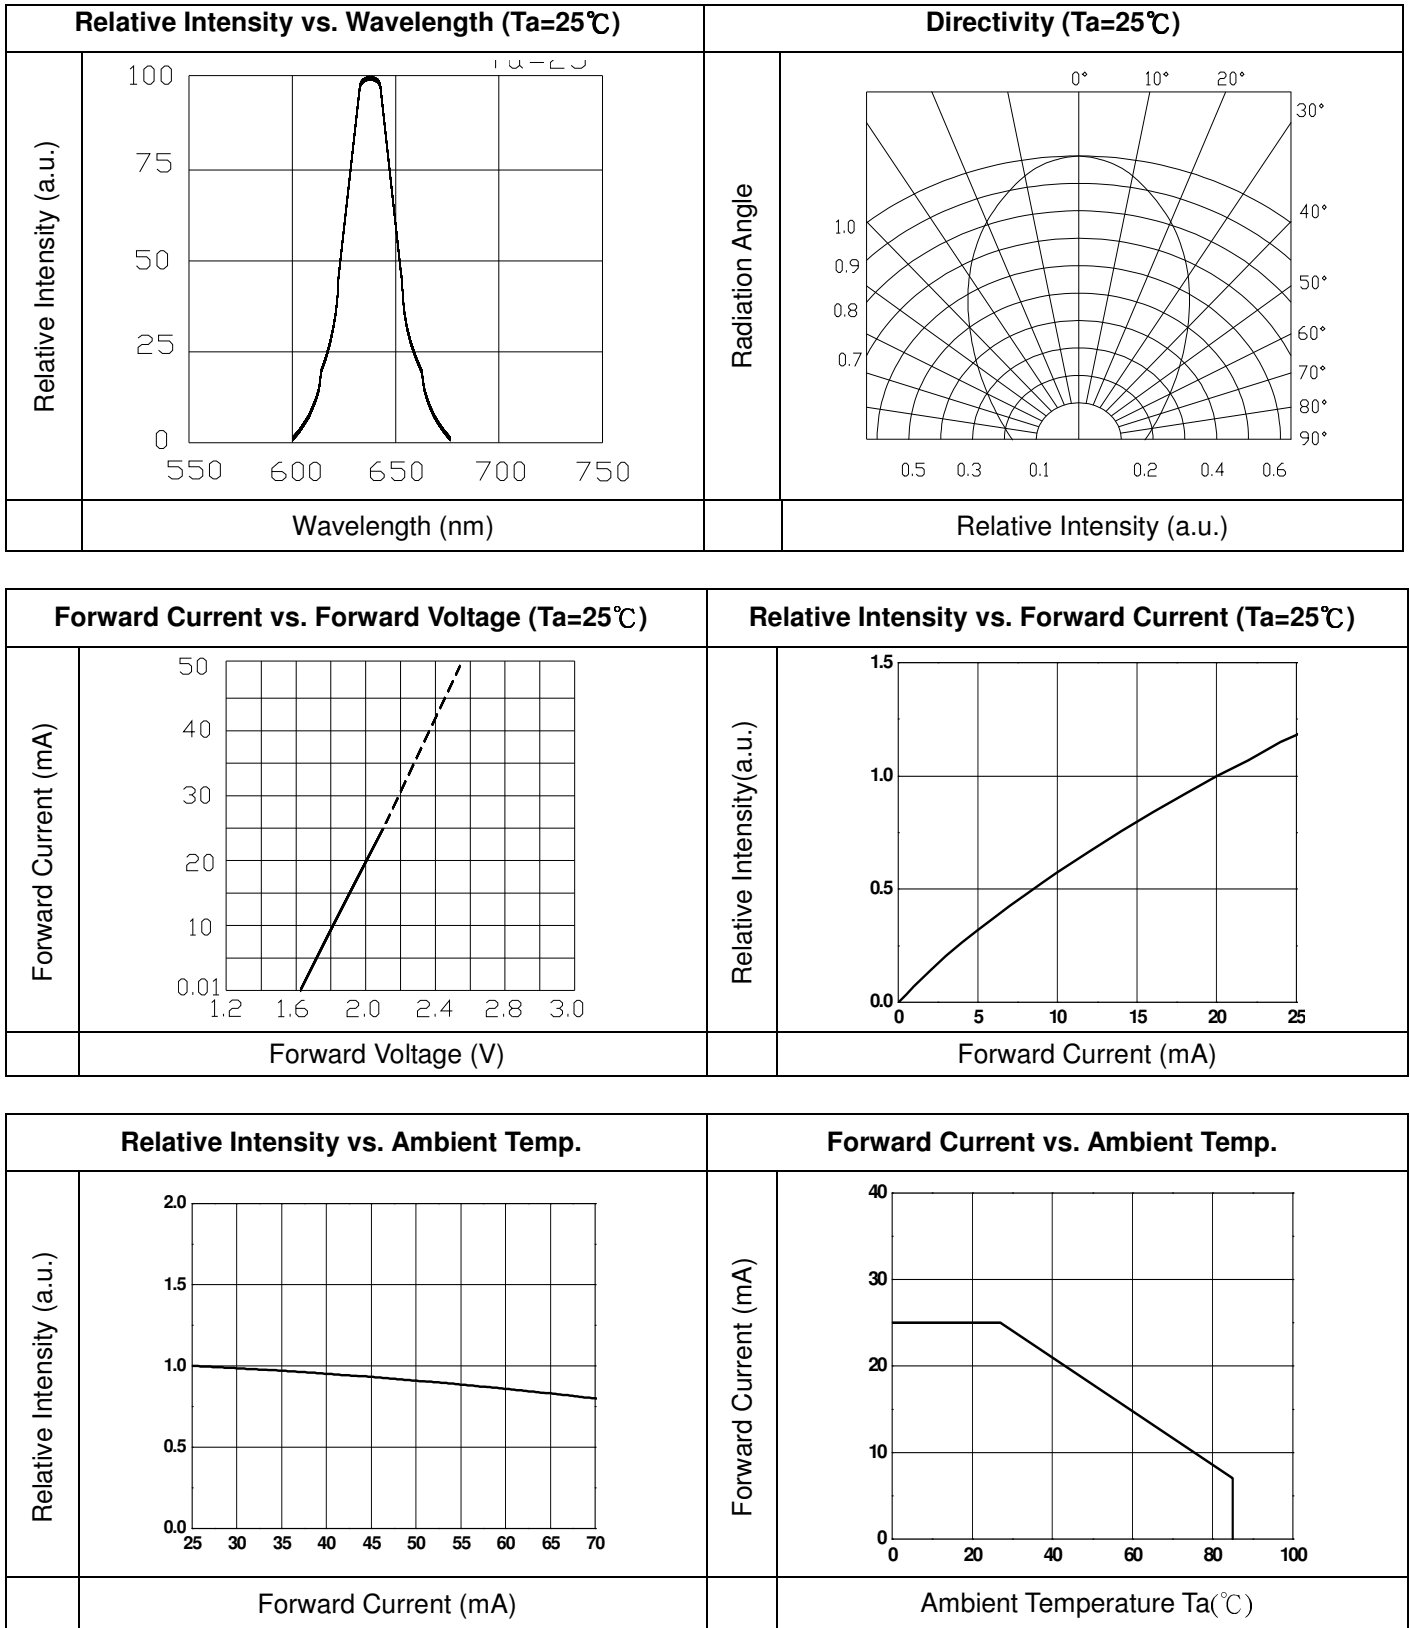 Relative Intensity vs. Wavelength (Ta=25℃)
Directivity (Ta=25℃)
Relative Intensity (a.u.)
100
75
50
25
0
550 600 650 700 750
Wavelength (nm)
Radiation Angle
0° 10° 20°
30°
40°
50°
60°
70°
80°
90°
1.0
0.9
0.8
0.7
0.5 0.3 0.1 0.2 0.4 0.6
Relative Intensity (a.u.)
Forward Current vs. Forward Voltage (Ta=25℃)
Relative Intensity vs. Forward Current (Ta=25℃)
Forward Current (mA)
50
40
30
20
10
0.01
1.2 1.6 2.0 2.4 2.8 3.0
Forward Voltage (V)
Relative Intensity(a.u.)
1.5
1.0
0.5
0.0
0 5 10 15 20 25
Forward Current (mA)
Relative Intensity vs. Ambient Temp.
Forward Current vs. Ambient Temp.
Relative Intensity (a.u.)
2.0
1.5
1.0
0.5
0.0
25 30 35 40 45 50 55 60 65 70
Forward Current (mA)
Forward Current (mA)
40
30
20
10
0
0 20 40 60 80 100
Ambient Temperature Ta(℃)